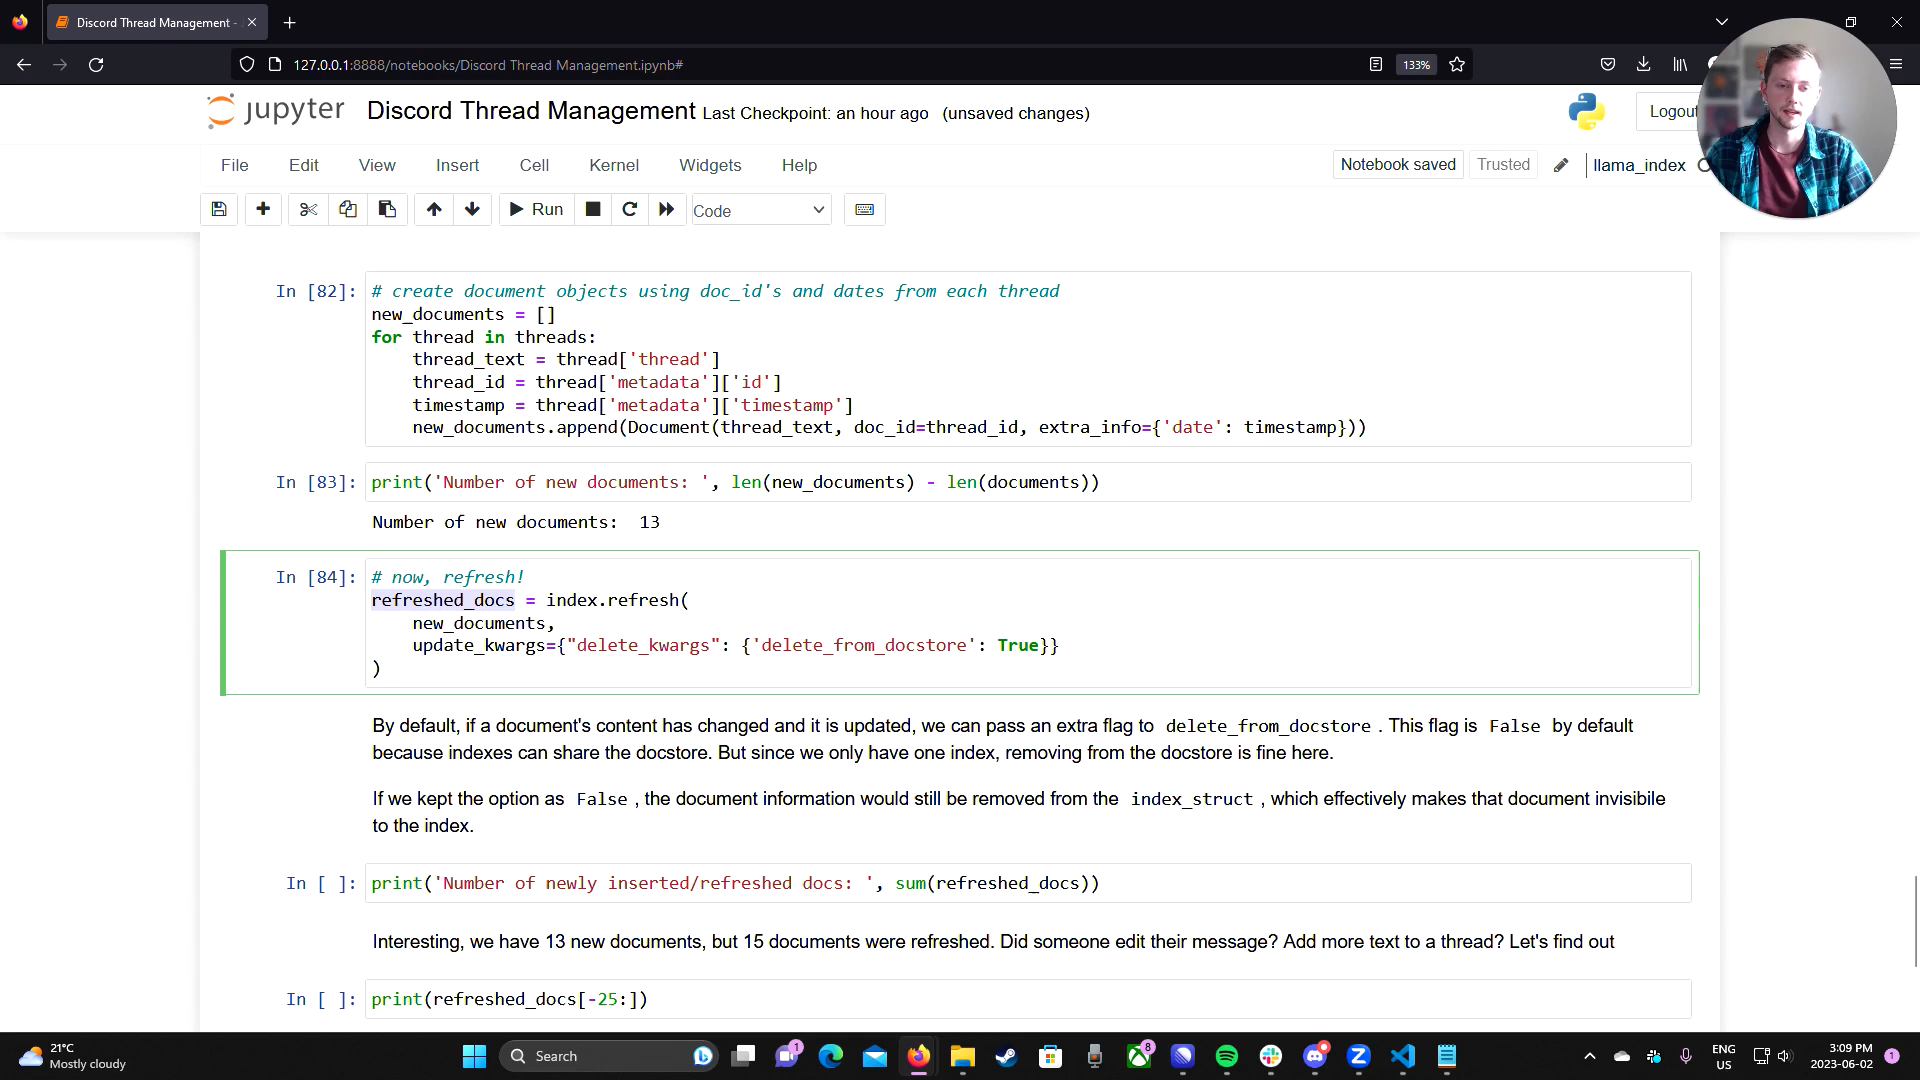 Discord Thread Management -
127.0.0.1:8888/notebooks/Discord Thread Management.ipynb#
133%
jupyter Discord Thread Management Last Checkpoint: an hour ago (unsaved changes)
Logout
File Edit View Insert Cell Kernel Widgets Help
Notebook saved Trusted llama_index
Run Code
In [82]: # create document objects using doc_id's and dates from each thread
new_documents = []
for thread in threads:
    thread_text = thread['thread']
    thread_id = thread['metadata']['id']
    timestamp = thread['metadata']['timestamp']
    new_documents.append(Document(thread_text, doc_id=thread_id, extra_info={'date': timestamp}))
In [83]: print('Number of new documents: ', len(new_documents) - len(documents))
Number of new documents:  13
In [84]: # now, refresh!
refreshed_docs = index.refresh(
    new_documents,
    update_kwargs={"delete_kwargs": {'delete_from_docstore': True}}
)
By default, if a document's content has changed and it is updated, we can pass an extra flag to delete_from_docstore . This flag is False by default
because indexes can share the docstore. But since we only have one index, removing from the docstore is fine here.
If we kept the option as False , the document information would still be removed from the index_struct , which effectively makes that document invisibile
to the index.
In [ ]: print('Number of newly inserted/refreshed docs: ', sum(refreshed_docs))
Interesting, we have 13 new documents, but 15 documents were refreshed. Did someone edit their message? Add more text to a thread? Let's find out
In [ ]: print(refreshed_docs[-25:])
21°C
Mostly cloudy
Search
1
8
ENG
US
3:09 PM
2023-06-02
1